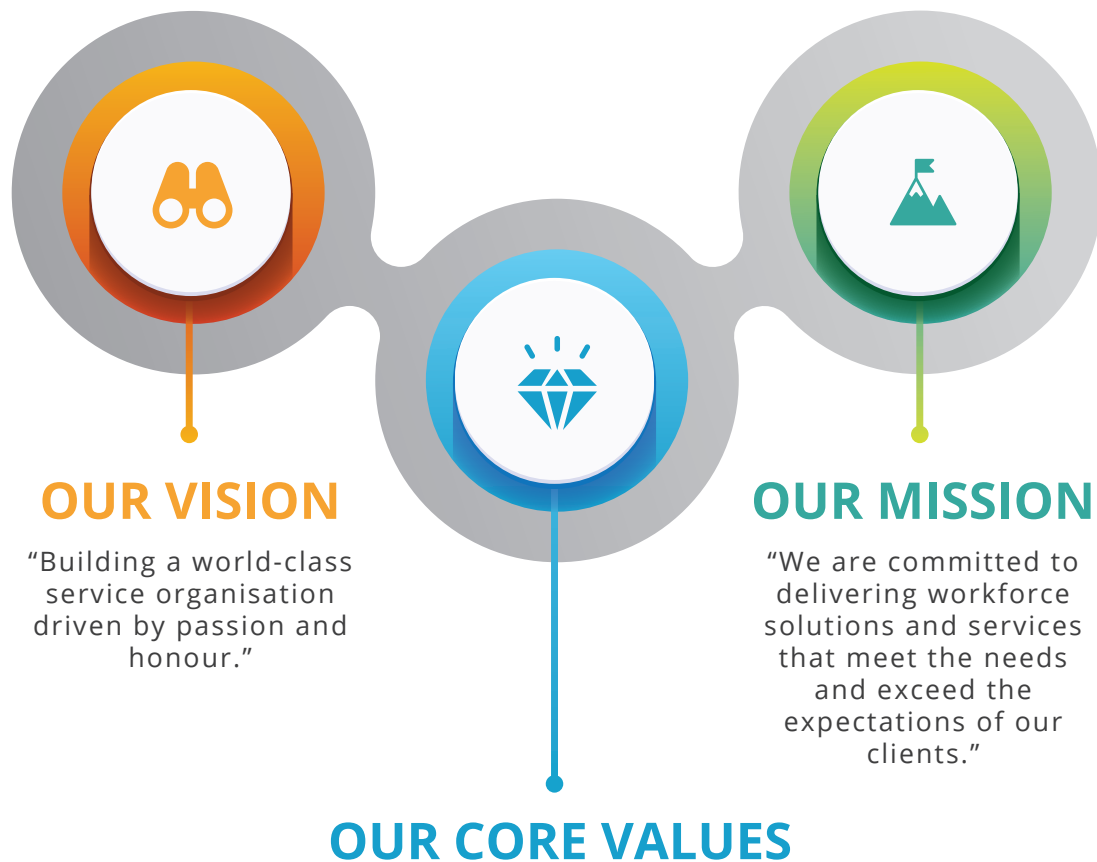 OUR VISION
“Building a world-class
service organisation
driven by passion and
honour.”
OUR MISSION
“We are committed to
delivering workforce
solutions and services
that meet the needs
and exceed the
expectations of our
clients.”
OUR CORE VALUES